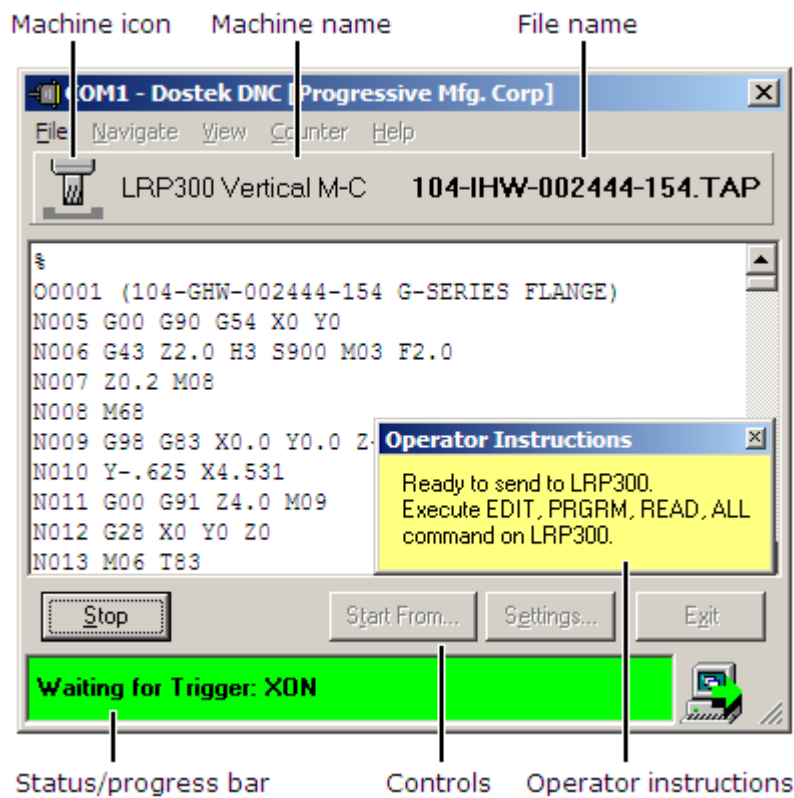 Machine icon Machine name File name
COM1 - Dostek DNC [Progressive Mfg. Corp]
File Navigate View Counter Help
LRP300 Vertical M-C 104-IHW-002444-154.TAP
%
O0001 (104-GHW-002444-154 G-SERIES FLANGE)
N005 G00 G90 G54 X0 Y0
N006 G43 Z2.0 H3 S900 M03 F2.0
N007 Z0.2 M08
N008 M68
N009 G98 G83 X0.0 Y0.0 Z-
N010 Y-.625 X4.531
N011 G00 G91 Z4.0 M09
N012 G28 X0 Y0 Z0
N013 M06 T83
Operator Instructions
Ready to send to LRP300.
Execute EDIT, PRGRM, READ, ALL
command on LRP300.
Stop Start From... Settings... Exit
Waiting for Trigger: XON
Status/progress bar Controls Operator instructions